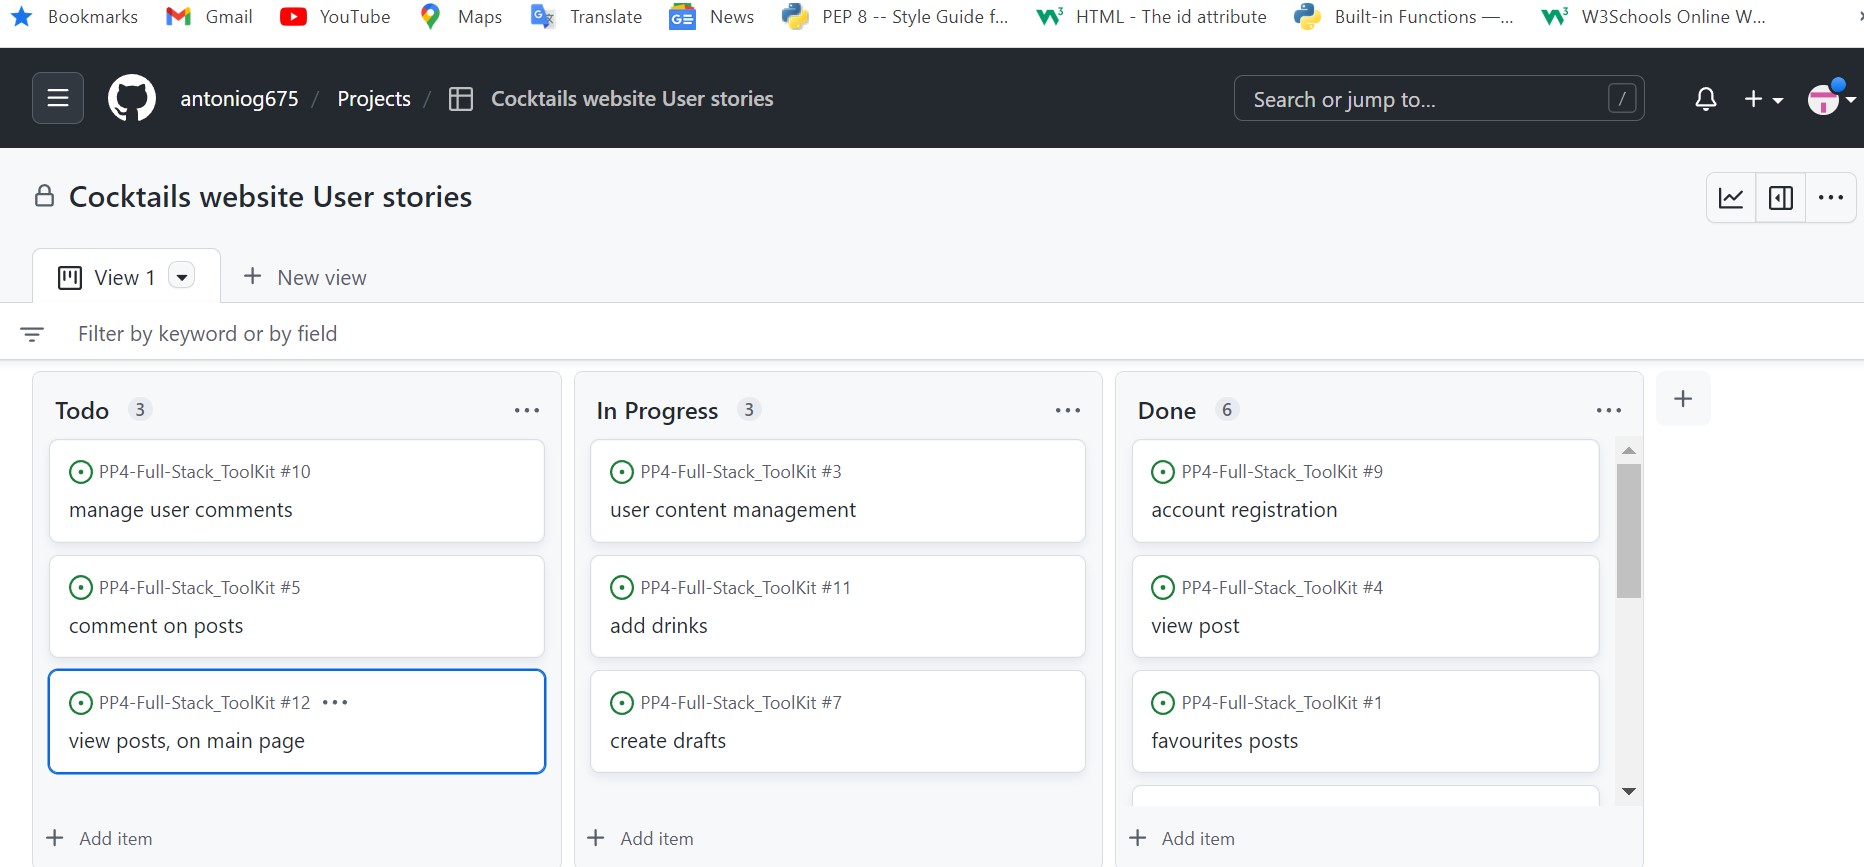 Bookmarks Gmail YouTube Maps Translate News PEP 8 -- Style Guide f... HTML - The id attribute Built-in Functions —... W3Schools Online W...
antoniog675 / Projects / Cocktails website User stories Search or jump to... /
Cocktails website User stories
View 1 New view
Filter by keyword or by field
Todo 3
PP4-Full-Stack_ToolKit #10
manage user comments
PP4-Full-Stack_ToolKit #5
comment on posts
PP4-Full-Stack_ToolKit #12
view posts, on main page
Add item
In Progress 3
PP4-Full-Stack_ToolKit #3
user content management
PP4-Full-Stack_ToolKit #11
add drinks
PP4-Full-Stack_ToolKit #7
create drafts
Add item
Done 6
PP4-Full-Stack_ToolKit #9
account registration
PP4-Full-Stack_ToolKit #4
view post
PP4-Full-Stack_ToolKit #1
favourites posts
Add item